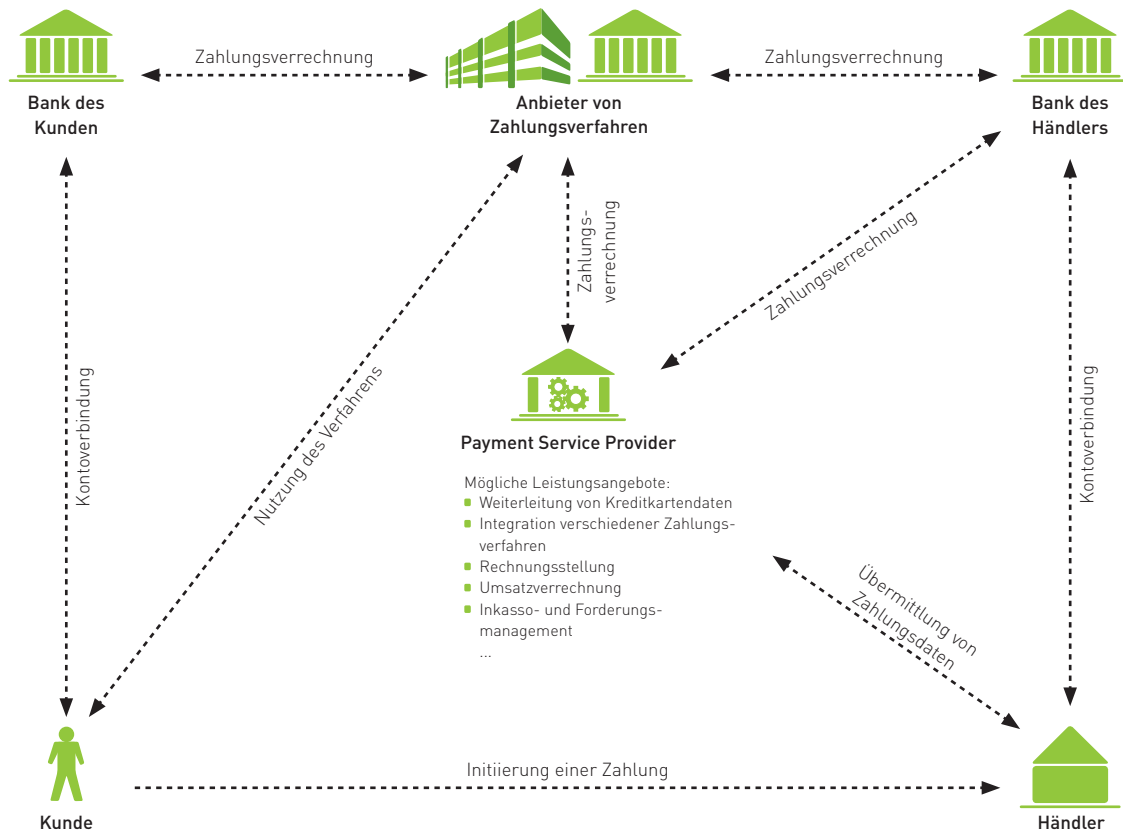 Zahlungsverrechnung
Zahlungsverrechnung
Bank des
Kunden
Anbieter von
Zahlungsverfahren
Bank des
Händlers
Zahlungs-
verrechnung
Zahlungsverrechnung
Kontoverbindung
Nutzung des Verfahrens
Kontoverbindung
Payment Service Provider
Mögliche Leistungsangebote:
Weiterleitung von Kreditkartendaten
Integration verschiedener Zahlungs-
verfahren
Rechnungsstellung
Umsatzverrechnung
Inkasso- und Forderungs-
management
...
Übermittlung von
Zahlungsdaten
Initiierung einer Zahlung
Kunde
Händler